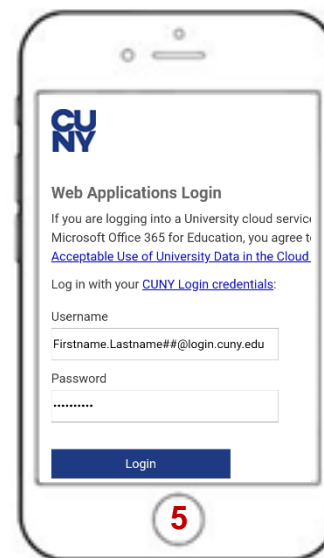 CU
NY
Web Applications Login
If you are logging into a University cloud service
Microsoft Office 365 for Education, you agree t
Acceptable Use of University Data in the Cloud
Log in with your CUNY Login credentials:
Username
Firstname.Lastname##@login.cuny.edu
Password
••••••••••
Login
5